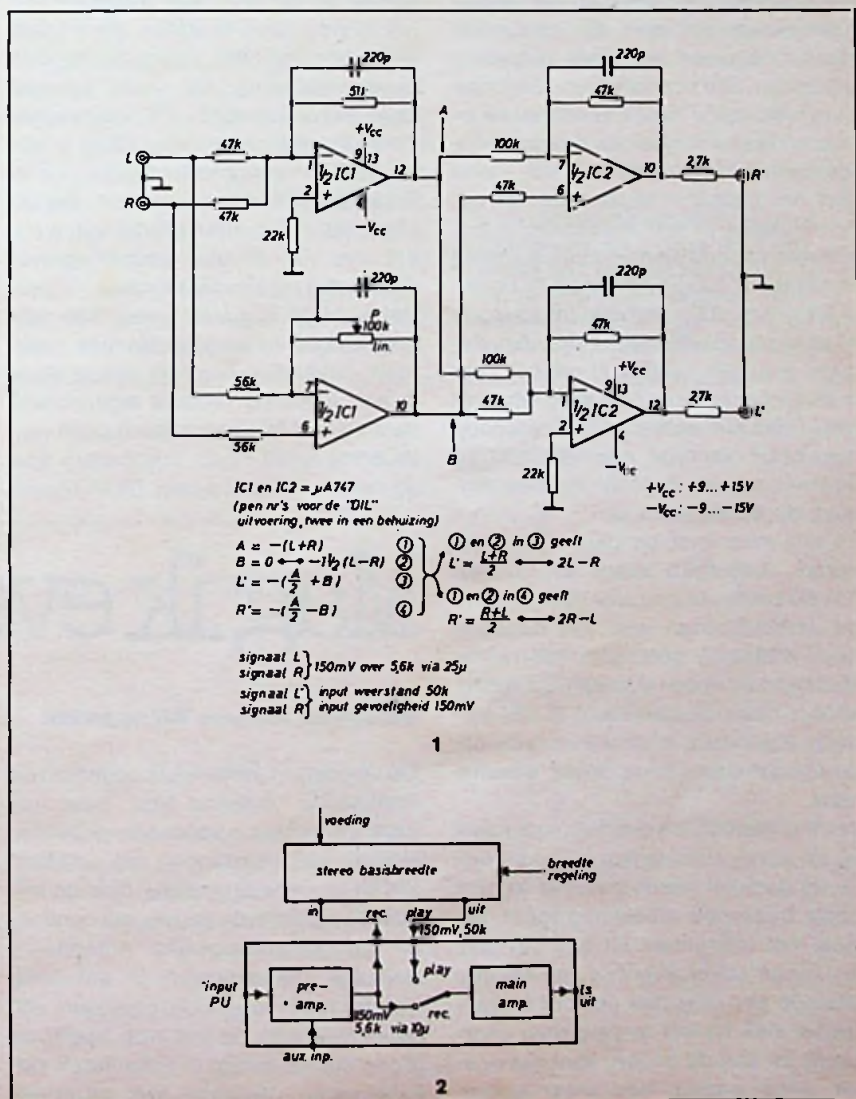 220p
51k
+Vcc
L
47k
1
9
13
½ IC1
12
A
R
47k
2
4
-Vcc
22k
220p
47k
100k
7
½ IC2
10
2,7k
R'
47k
6
220p
P
100k
lin.
56k
7
½ IC1
10
56k
6
B
220p
47k
100k
+Vcc
1
9
13
½ IC2
12
2,7k
L'
47k
2
4
-Vcc
22k
IC1 en IC2 = µA747
(pen nr's voor de "DIL"
uitvoering, twee in een behuizing)
+Vcc : +9...+15V
-Vcc : -9...-15V
A = -(L+R) ①
B = 0 ⟷ -1½ (L-R) ②
L' = -(A/2 + B) ③
R' = -(A/2 - B) ④
① en ② in ③ geeft
L' = L+R/2 ⟷ 2L-R
① en ② in ④ geeft
R' = R+L/2 ⟷ 2R-L
signaal L
signaal R } 150mV over 5,6k via 25µ
signaal L' } input weerstand 50k
signaal R } input gevoeligheid 150mV
1
voeding
stereo basisbreedte
breedte
regeling
in
rec.
play
uit
150mV, 50k
play
input
PU
pre-
amp.
150mV
5,6k via 10µ
rec.
main
amp.
ls
uit
aux. inp.
2